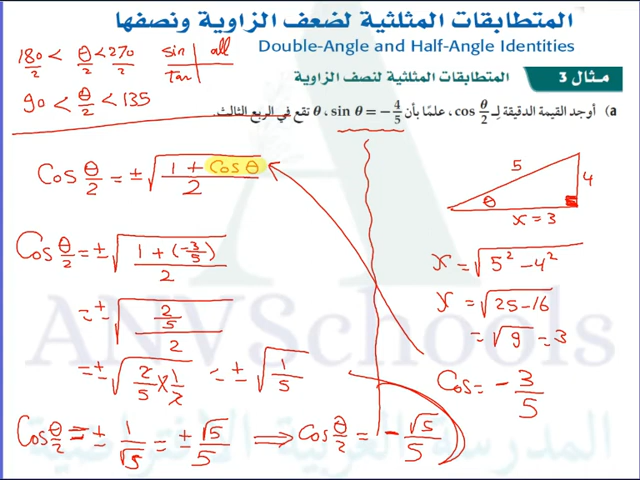 المتطابقات المثلثية لضعف الزاوية ونصفها
Double-Angle and Half-Angle Identities
مثال 3 المتطابقات المثلثية لنصف الزاوية
a) أوجد القيمة الدقيقة لـ cos θ/2 ، علمًا بأن sin θ = -4/5 ، θ تقع في الربع الثالث.
180/2 < θ/2 < 270/2
90 < θ/2 < 135
sin | all
tan |
Cos θ/2 = ± √((1 + Cos θ)/2)
Cos θ/2 = ± √((1 + (-3/5))/2)
= ± √((2/5)/2)
= ± √(2/5 × 1/2) = ± √(1/5)
Cos θ/2 = ± 1/√5 = ± √5/5 ⟹ Cos θ/2 = - √5/5
5
4
θ
x = 3
x = √(5² - 4²)
x = √(25 - 16)
= √9 = 3
Cos = - 3/5
ANVSchools
المدرسة العربية الافتراضية